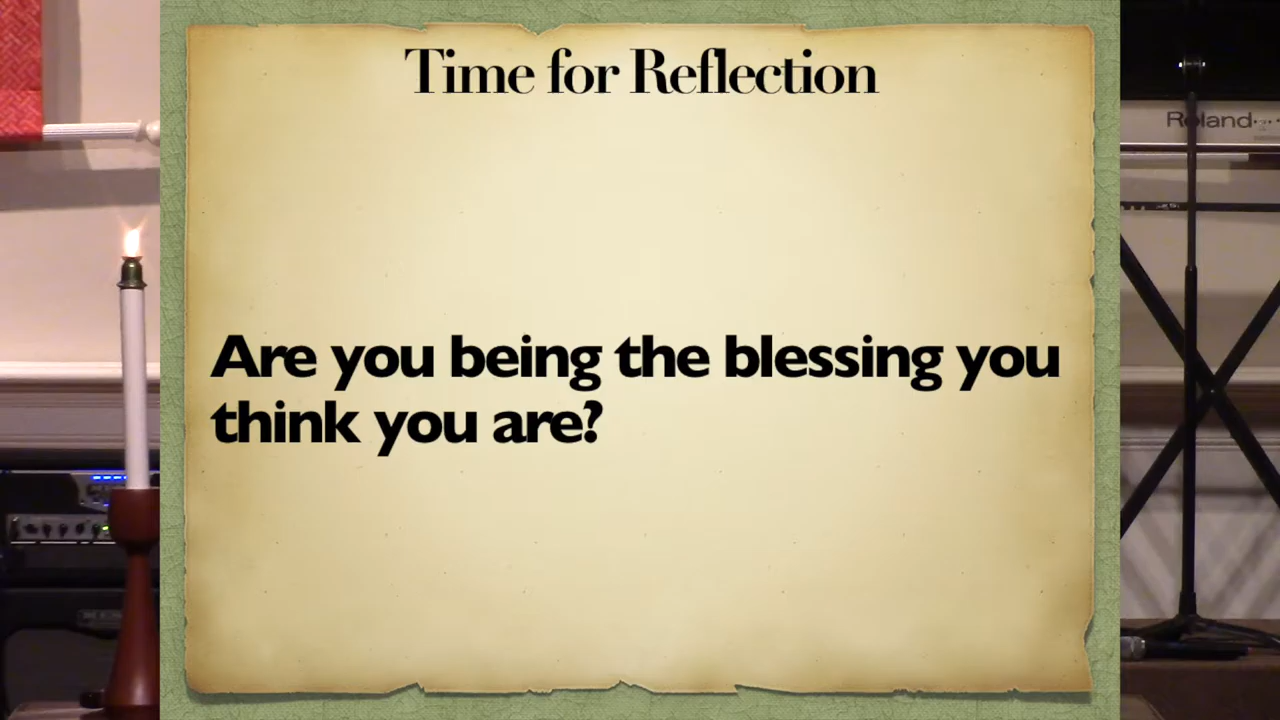 Time for Reflection
Roland
Are you being the blessing you
think you are?